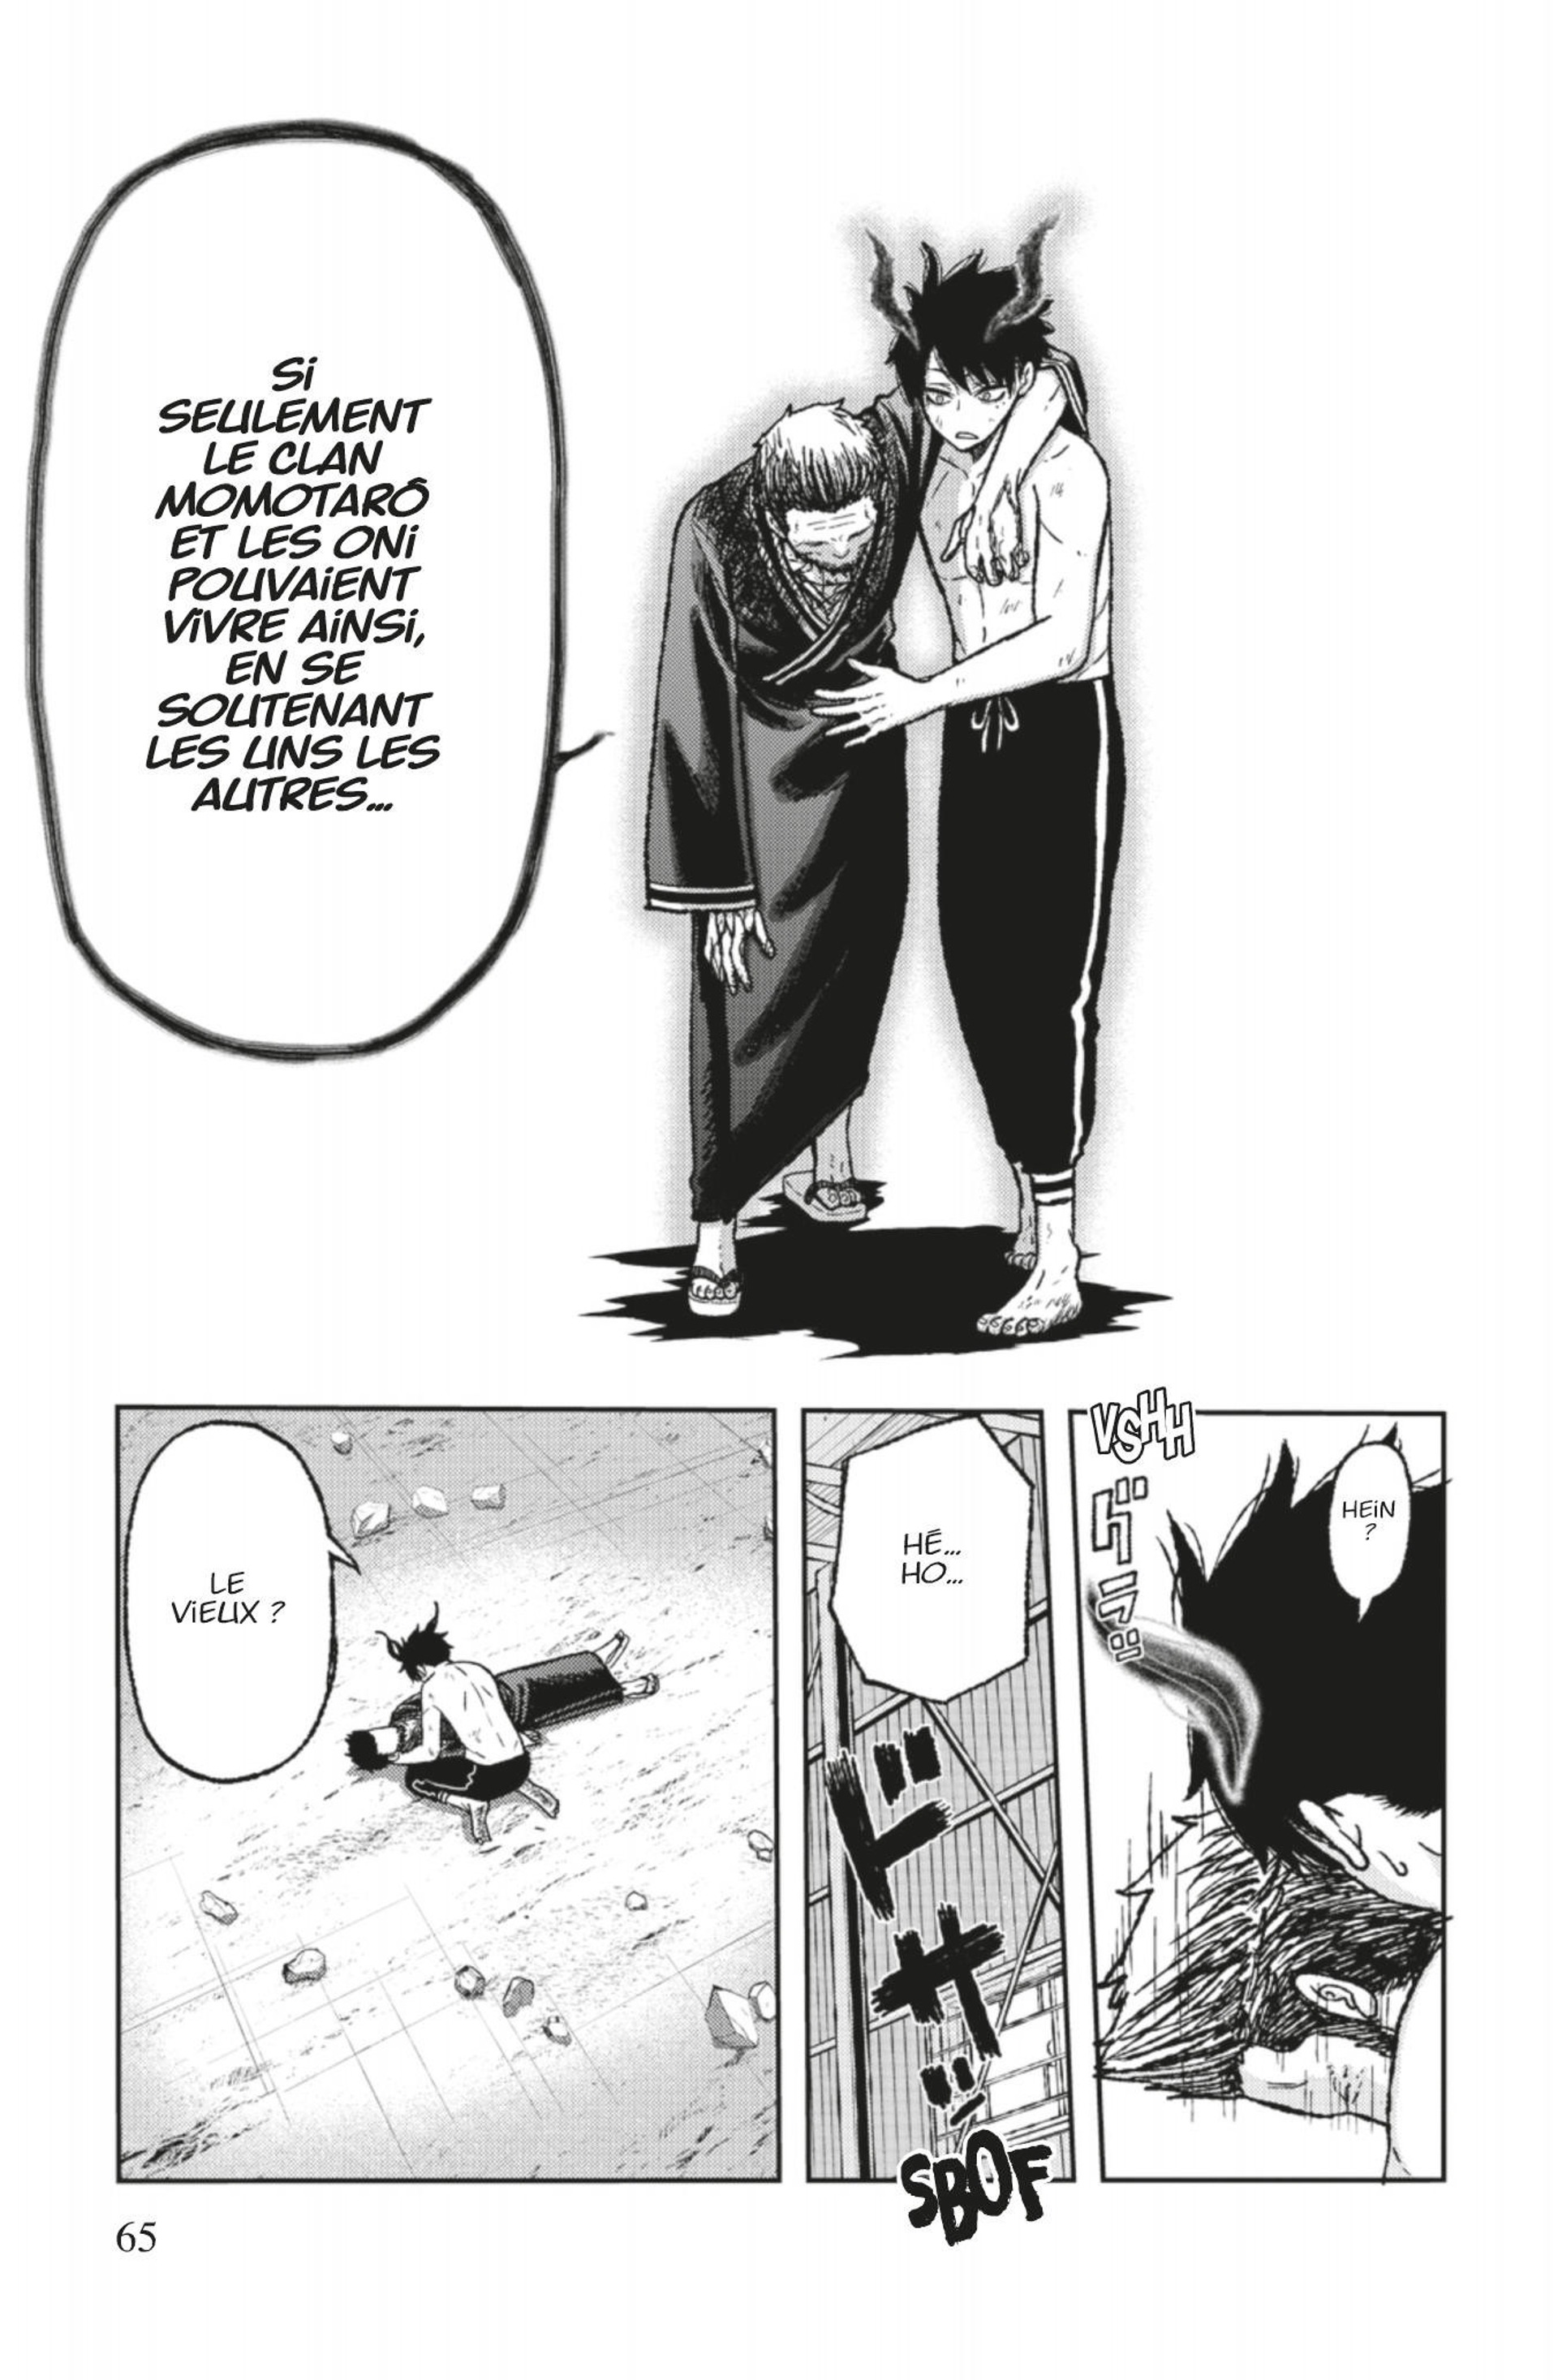 SI
SEULEMENT
LE CLAN
MOMOTARÔ
ET LES ONI
POUVAIENT
VIVRE AINSI,
EN SE
SOUTENANT
LES UNS LES
AUTRES...
VSHH
グラ…
HEIN
?
HÉ...
HO...
ドサッ
SBOF
LE
VIEUX ?
65